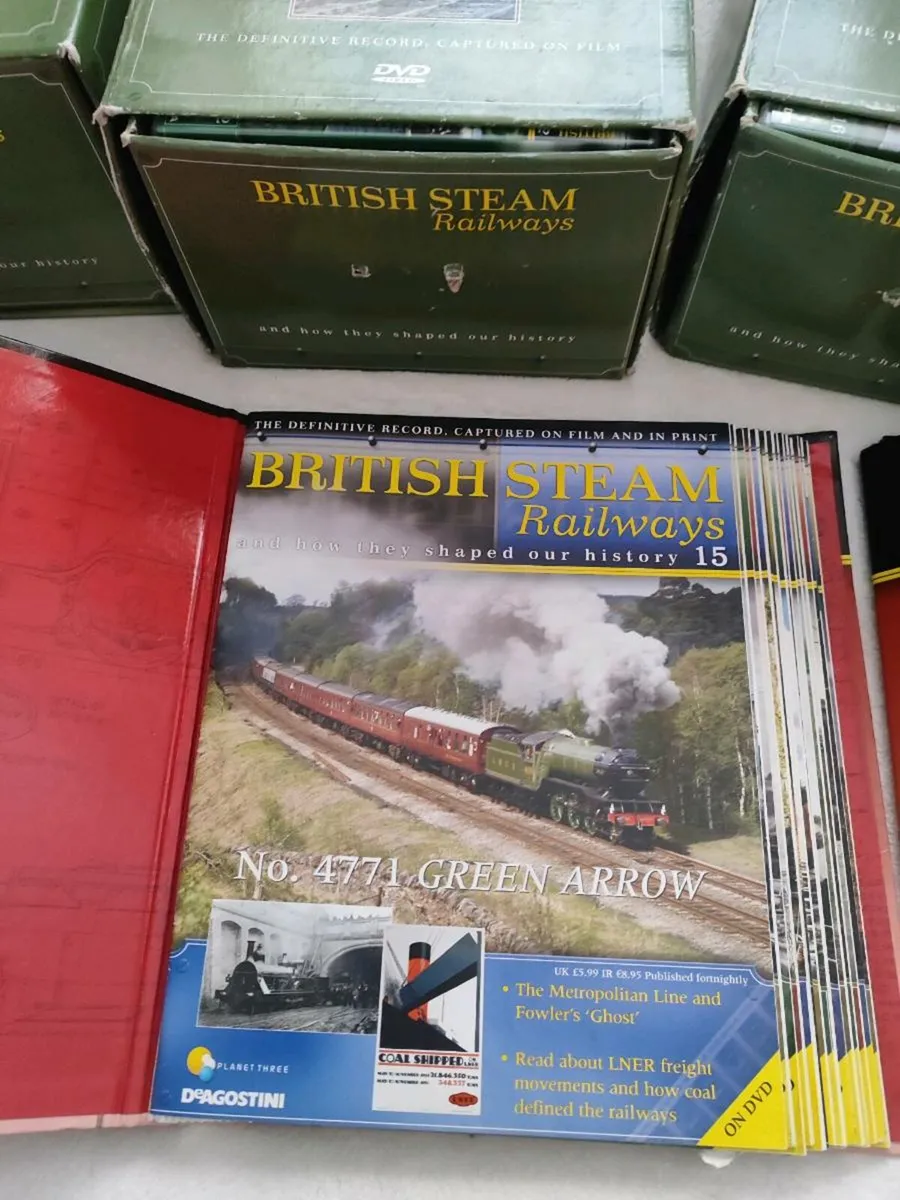 THE DEFINITIVE RECORD, CAPTURED ON FILM
DVD
THE D
BRITISH STEAM
Railways
and how they shaped our history
our history
BRI
and how they sha
THE DEFINITIVE RECORD, CAPTURED ON FILM AND IN PRINT
BRITISH STEAM
Railways
and how they shaped our history 15
No. 4771 GREEN ARROW
UK £5.99 IR €8.95 Published fortnightly
• The Metropolitan Line and
Fowler's 'Ghost'
• Read about LNER freight
movements and how coal
defined the railways
COAL SHIPPED
PLANET THREE
DEAGOSTINI
ON DVD